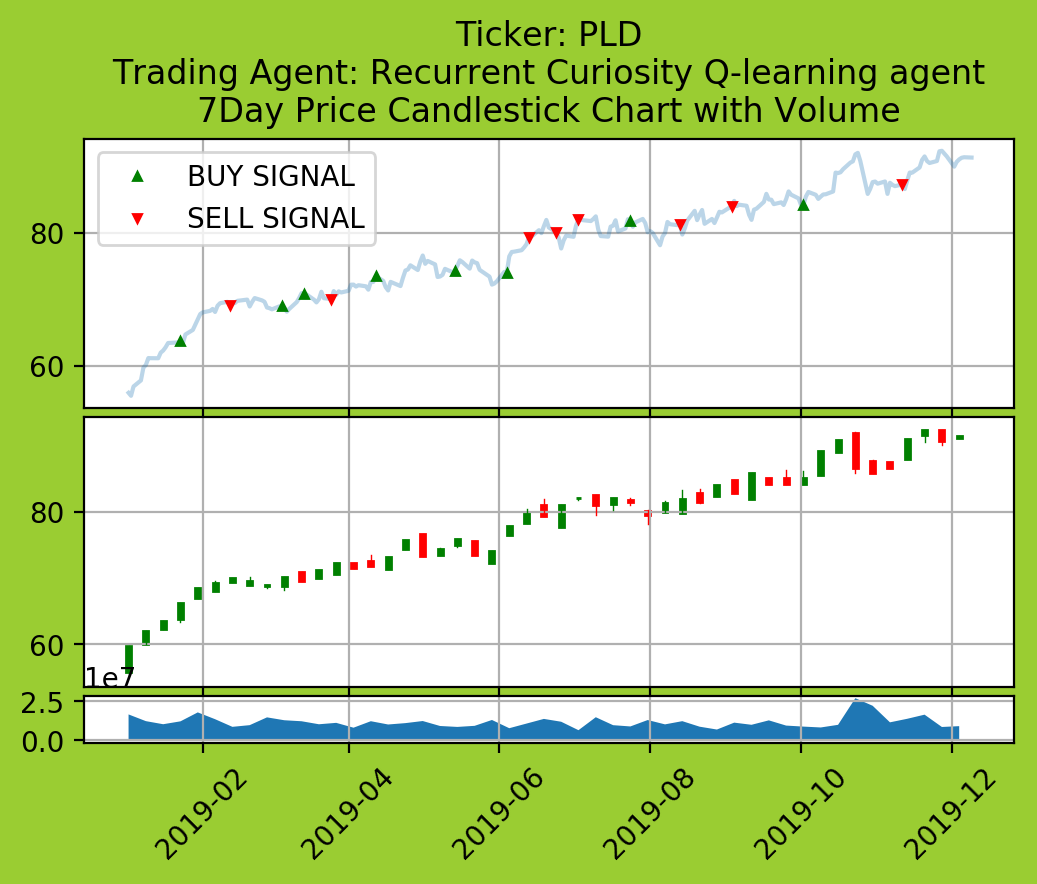 Ticker: PLD
Trading Agent: Recurrent Curiosity Q-learning agent
7Day Price Candlestick Chart with Volume
BUY SIGNAL
SELL SIGNAL
80
60
80
60
1e7
2.5
0.0
2019-02
2019-04
2019-06
2019-08
2019-10
2019-12